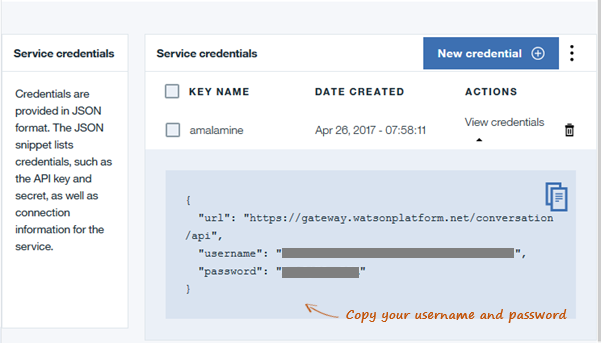 Service credentials
Credentials are
provided in JSON
format. The JSON
snippet lists
credentials, such as
the API key and
secret, as well as
connection
information for the
service.
Service credentials
New credential
KEY NAME DATE CREATED ACTIONS
amalamine Apr 26, 2017 - 07:58:11 View credentials
{
"url": "https://gateway.watsonplatform.net/conversation
/api",
"username": "",
"password": ""
}
Copy your username and password